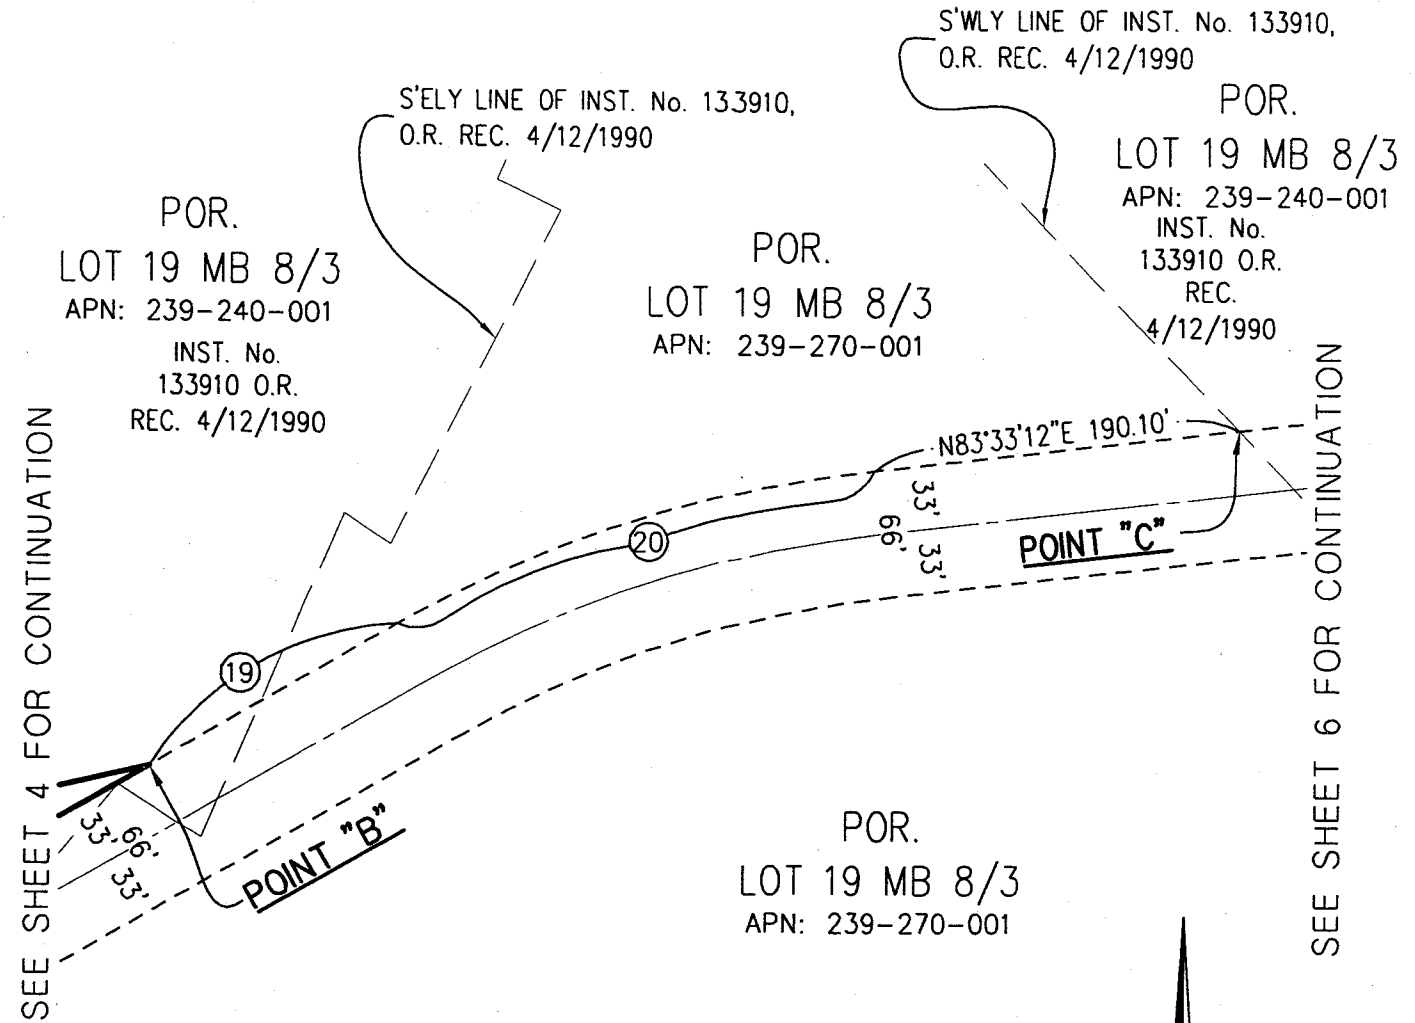 S'WLY LINE OF INST. No. 133910,
O.R. REC. 4/12/1990
S'ELY LINE OF INST. No. 133910,
O.R. REC. 4/12/1990
POR.
LOT 19 MB 8/3
APN: 239-240-001
INST. No.
133910 O.R.
REC.
4/12/1990
POR.
LOT 19 MB 8/3
APN: 239-240-001
INST. No.
133910 O.R.
REC. 4/12/1990
POR.
LOT 19 MB 8/3
APN: 239-270-001
SEE SHEET 4 FOR CONTINUATION
SEE SHEET 6 FOR CONTINUATION
N83°33'12"E 190.10'
33'
66'
33'
20
POINT "C"
19
33'
66'
33'
POINT "B"
POR.
LOT 19 MB 8/3
APN: 239-270-001